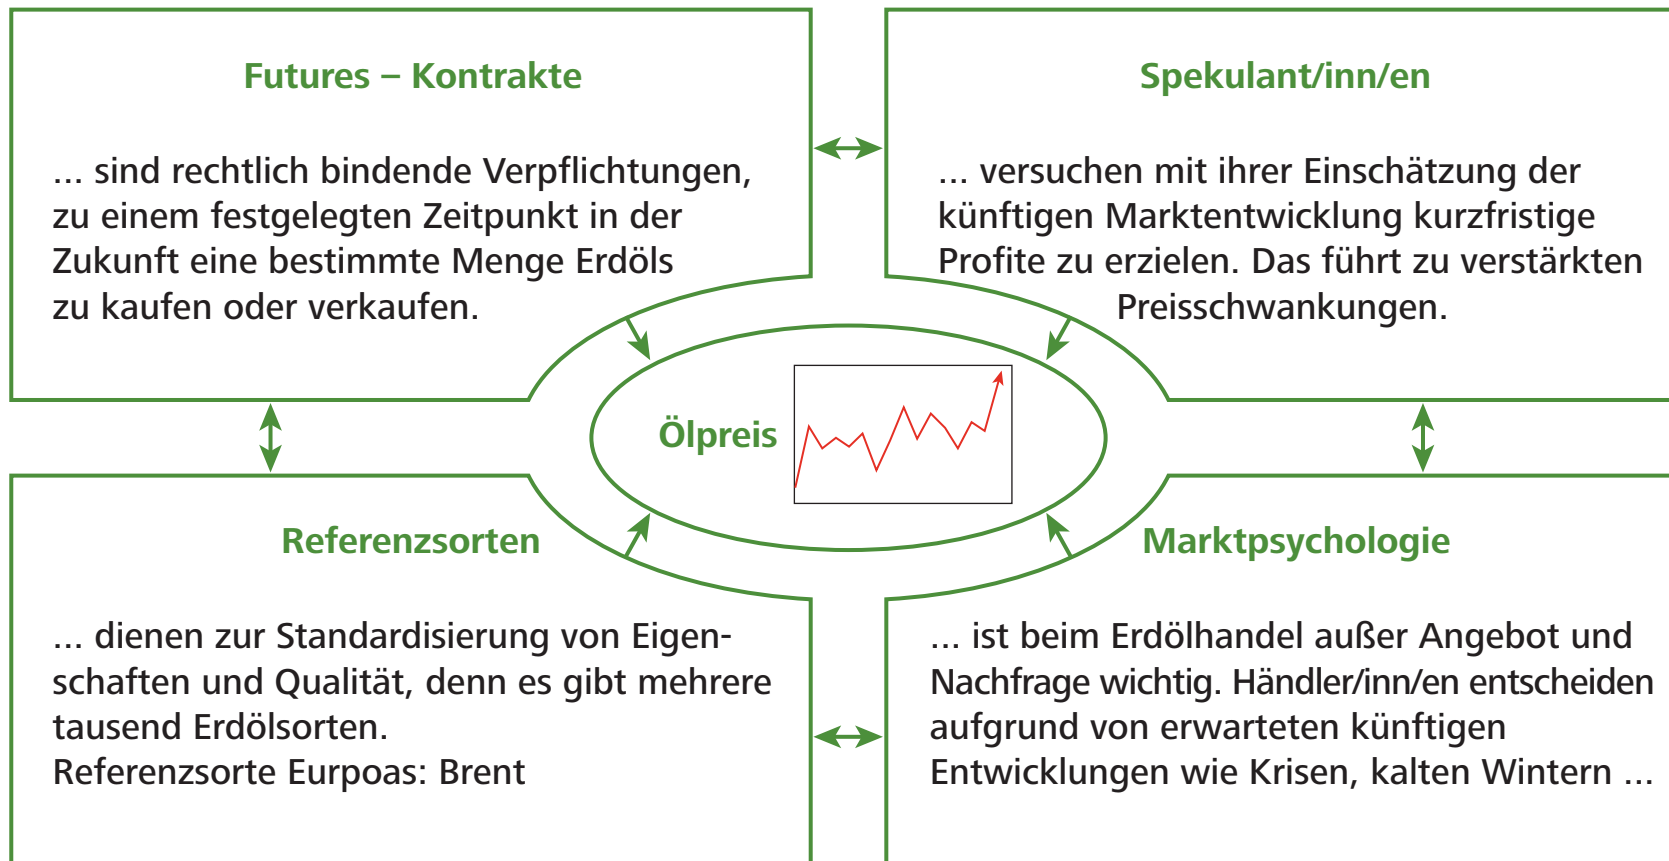 Futures – Kontrakte
... sind rechtlich bindende Verpflichtungen,
zu einem festgelegten Zeitpunkt in der
Zukunft eine bestimmte Menge Erdöls
zu kaufen oder verkaufen.
Spekulant/inn/en
... versuchen mit ihrer Einschätzung der
künftigen Marktentwicklung kurzfristige
Profite zu erzielen. Das führt zu verstärkten
Preisschwankungen.
Ölpreis
Referenzsorten
... dienen zur Standardisierung von Eigen-
schaften und Qualität, denn es gibt mehrere
tausend Erdölsorten.
Referenzsorte Eurpoas: Brent
Marktpsychologie
... ist beim Erdölhandel außer Angebot und
Nachfrage wichtig. Händler/inn/en entscheiden
aufgrund von erwarteten künftigen
Entwicklungen wie Krisen, kalten Wintern ...